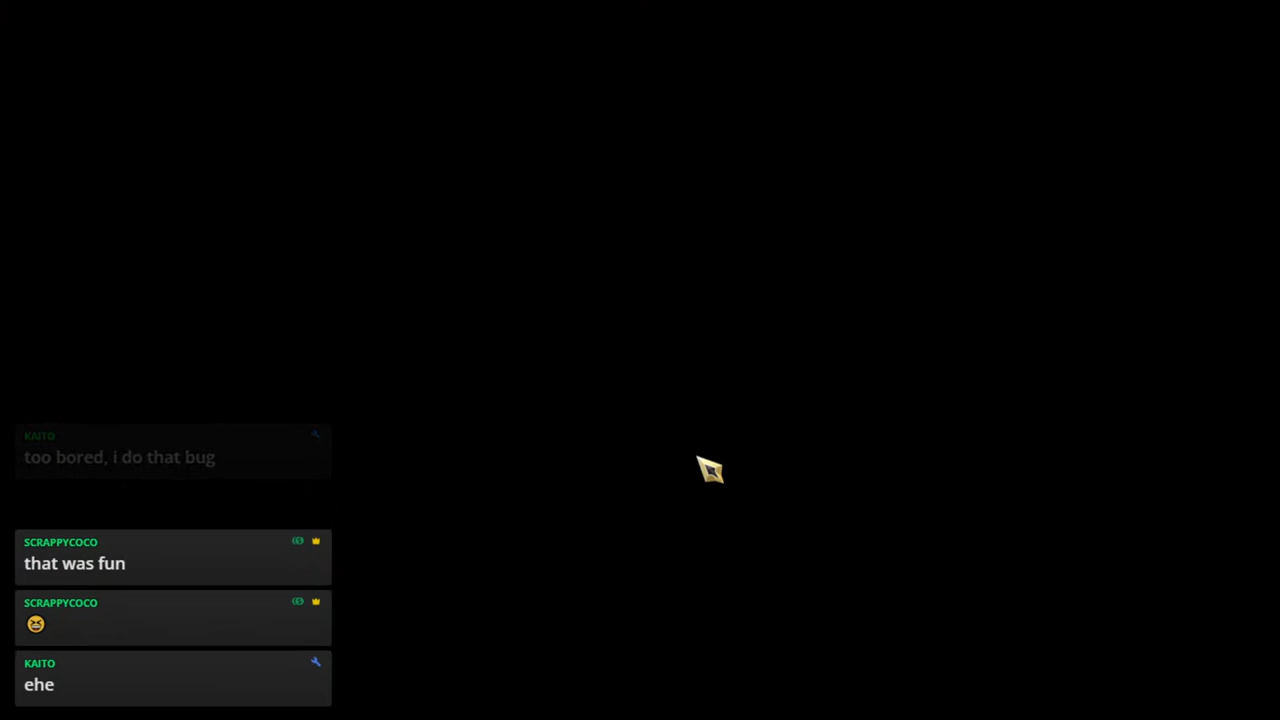 KAITO
too bored, i do that bug
SCRAPPYCOCO
that was fun
SCRAPPYCOCO
KAITO
ehe